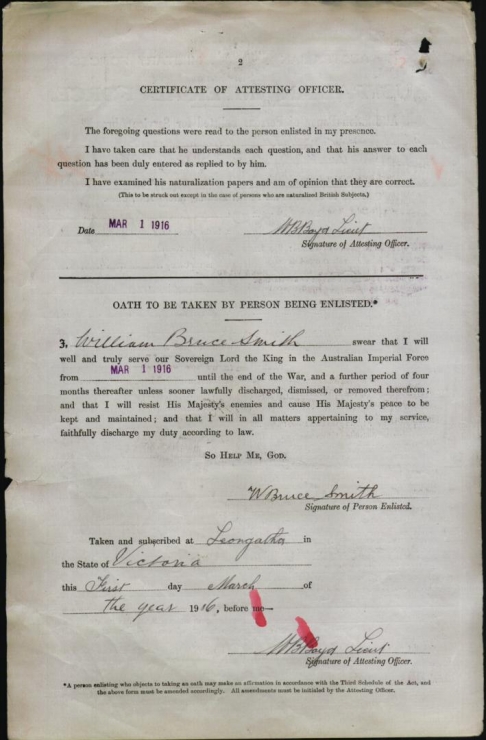 2
CERTIFICATE OF ATTESTING OFFICER.
The foregoing questions were read to the person enlisted in my presence.
I have taken care that he understands each question, and that his answer to each
question has been duly entered as replied to by him.
I have examined his naturalization papers and am of opinion that they are correct.
(This to be struck out except in the case of persons who are naturalized British Subjects.)
Date MAR 1 1916 W B Boyd Lieut
Signature of Attesting Officer.
OATH TO BE TAKEN BY PERSON BEING ENLISTED.*
3, William Bruce Smith swear that I will
well and truly serve our Sovereign Lord the King in the Australian Imperial Force
from MAR 1 1916 until the end of the War, and a further period of four
months thereafter unless sooner lawfully discharged, dismissed, or removed therefrom;
and that I will resist His Majesty's enemies and cause His Majesty's peace to be
kept and maintained; and that I will in all matters appertaining to my service,
faithfully discharge my duty according to law.
SO HELP ME, GOD.
W Bruce Smith
Signature of Person Enlisted.
Taken and subscribed at Leongatha in
the State of Victoria
this First day March of
the year 1916, before me—
W B Boyd Lieut
Signature of Attesting Officer.
*A person enlisting who objects to taking an oath may make an affirmation in accordance with the Third Schedule of the Act, and
the above form must be amended accordingly. All amendments must be initialed by the Attesting Officer.